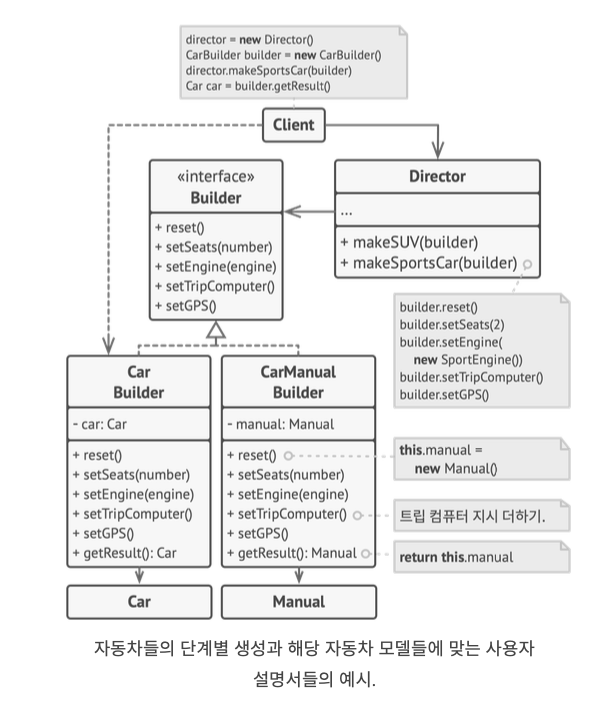 director = new Director()
CarBuilder builder = new CarBuilder()
director.makeSportsCar(builder)
Car car = builder.getResult()
Client
«interface»
Builder
+ reset()
+ setSeats(number)
+ setEngine(engine)
+ setTripComputer()
+ setGPS()
Director
...
+ makeSUV(builder)
+ makeSportsCar(builder)
builder.reset()
builder.setSeats(2)
builder.setEngine(
new SportEngine())
builder.setTripComputer()
builder.setGPS()
Car
Builder
- car: Car
+ reset()
+ setSeats(number)
+ setEngine(engine)
+ setTripComputer()
+ setGPS()
+ getResult(): Car
CarManual
Builder
- manual: Manual
+ reset()
+ setSeats(number)
+ setEngine(engine)
+ setTripComputer()
+ setGPS()
+ getResult(): Manual
this.manual =
new Manual()
트립 컴퓨터 지시 더하기.
return this.manual
Car
Manual
자동차들의 단계별 생성과 해당 자동차 모델들에 맞는 사용자
설명서들의 예시.